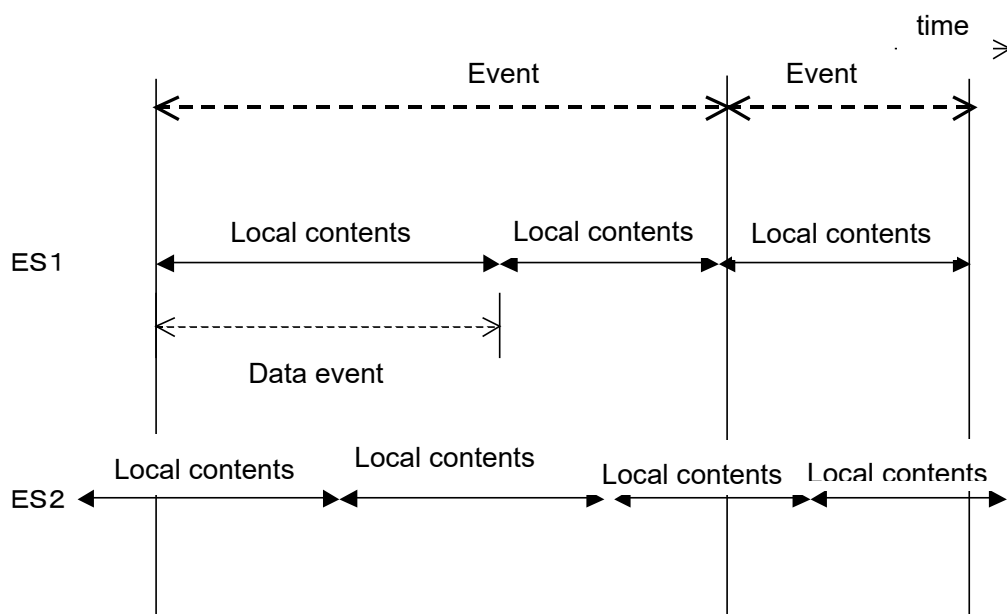 time
Event Event
Local contents Local contents Local contents
ES1
Data event
Local contents Local contents Local contents Local contents
ES2